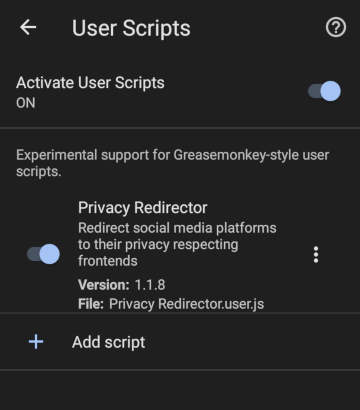 User Scripts
Activate User Scripts
ON
Experimental support for Greasemonkey-style user
scripts.
Privacy Redirector
Redirect social media platforms
to their privacy respecting
frontends
Version: 1.1.8
File: Privacy Redirector.user.js
Add script